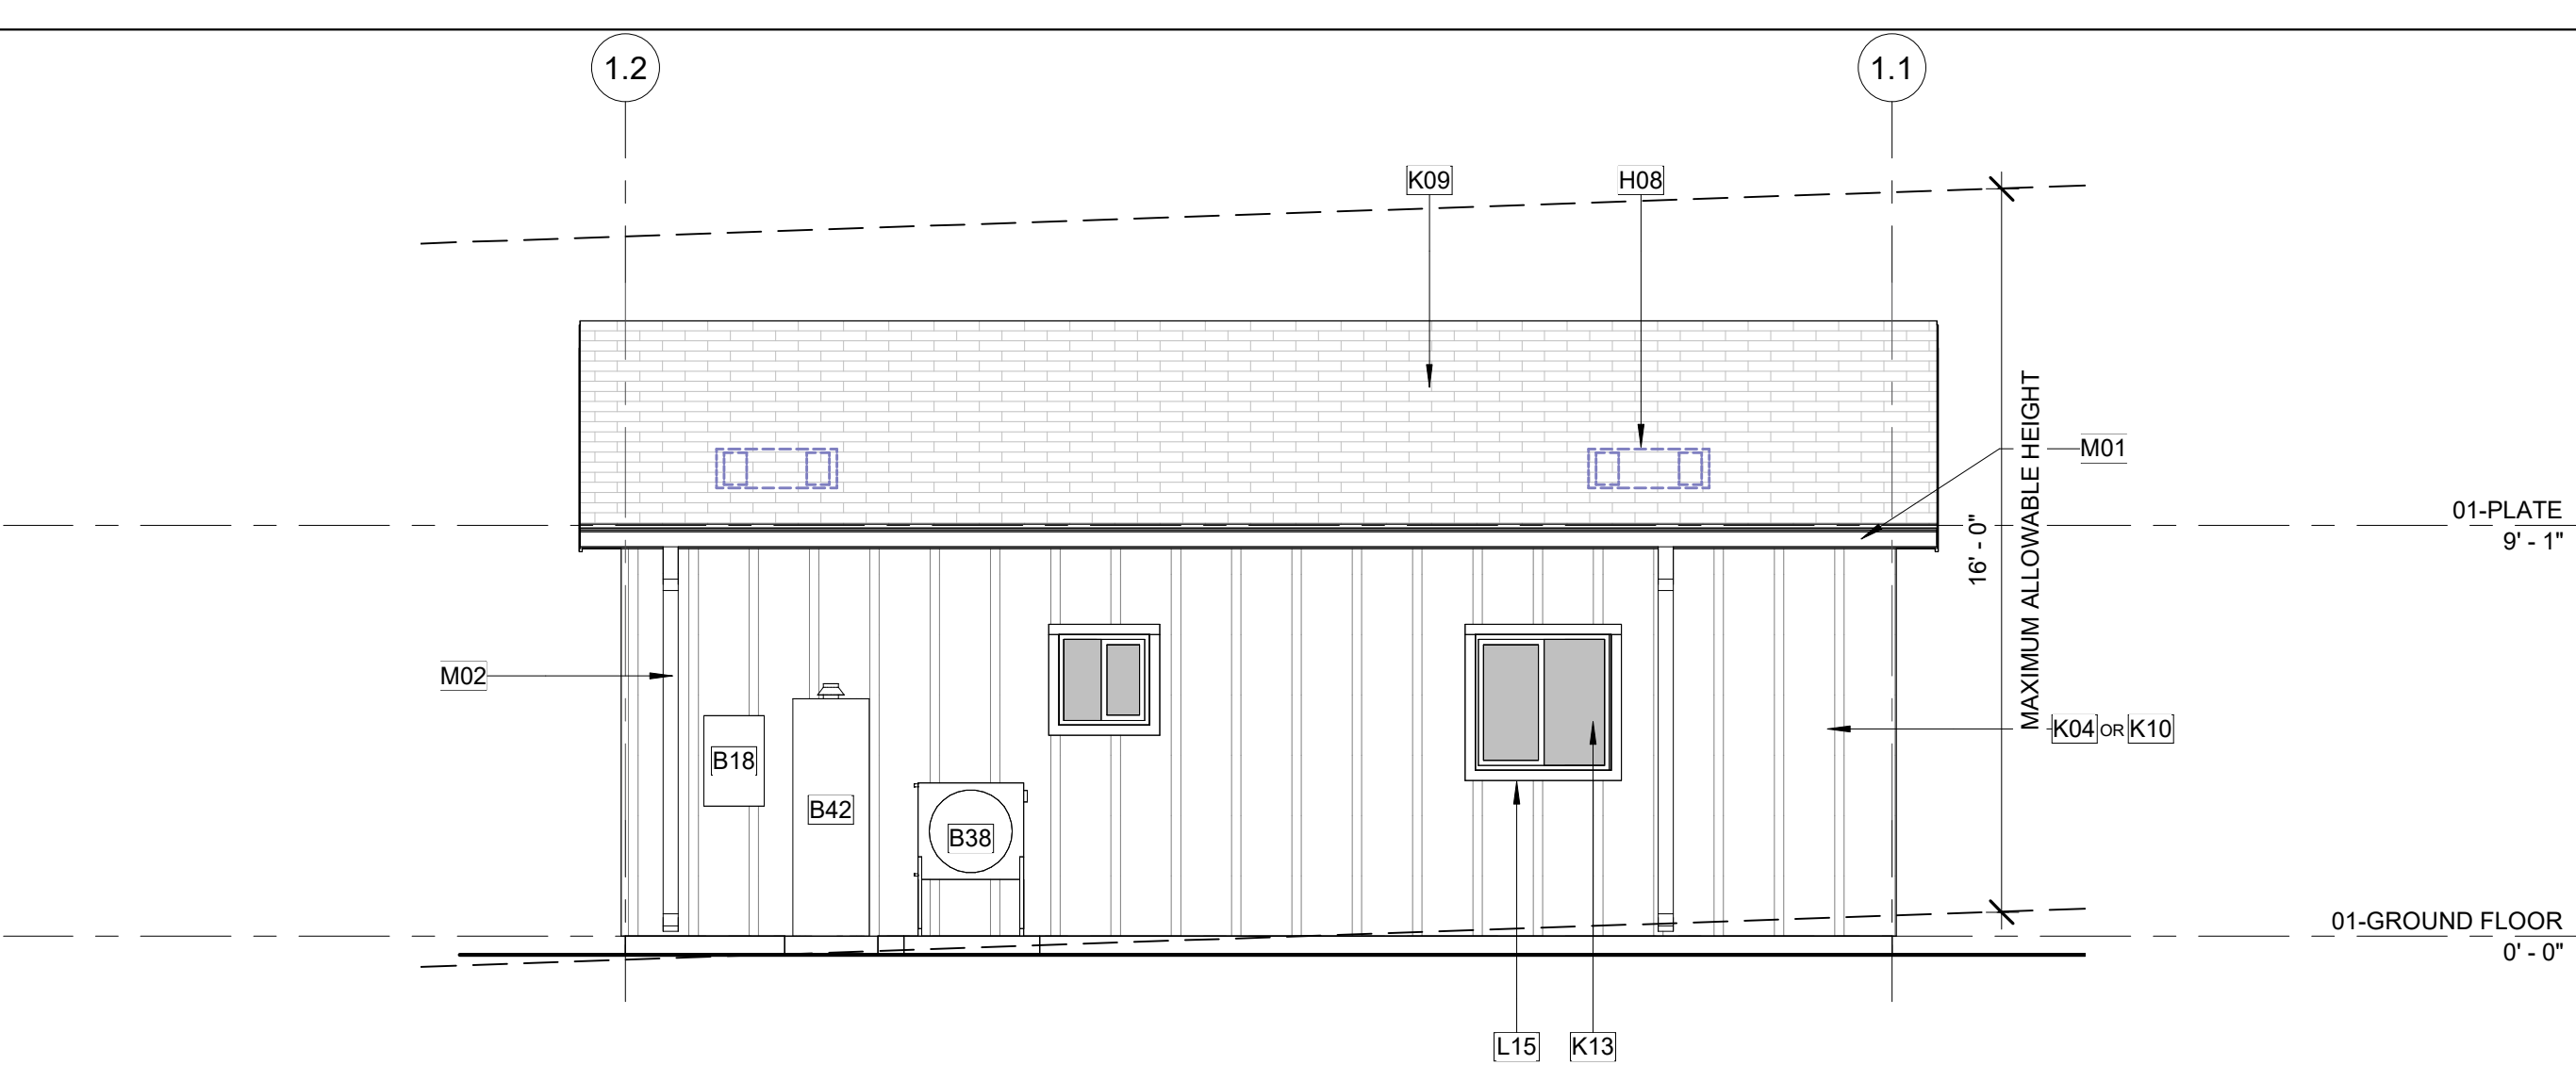 1.2
1.1
K09
H08
M01
01-PLATE
9' - 1"
16' - 0"
MAXIMUM ALLOWABLE HEIGHT
M02
K04 OR K10
B18
B42
B38
01-GROUND FLOOR
0' - 0"
L15
K13